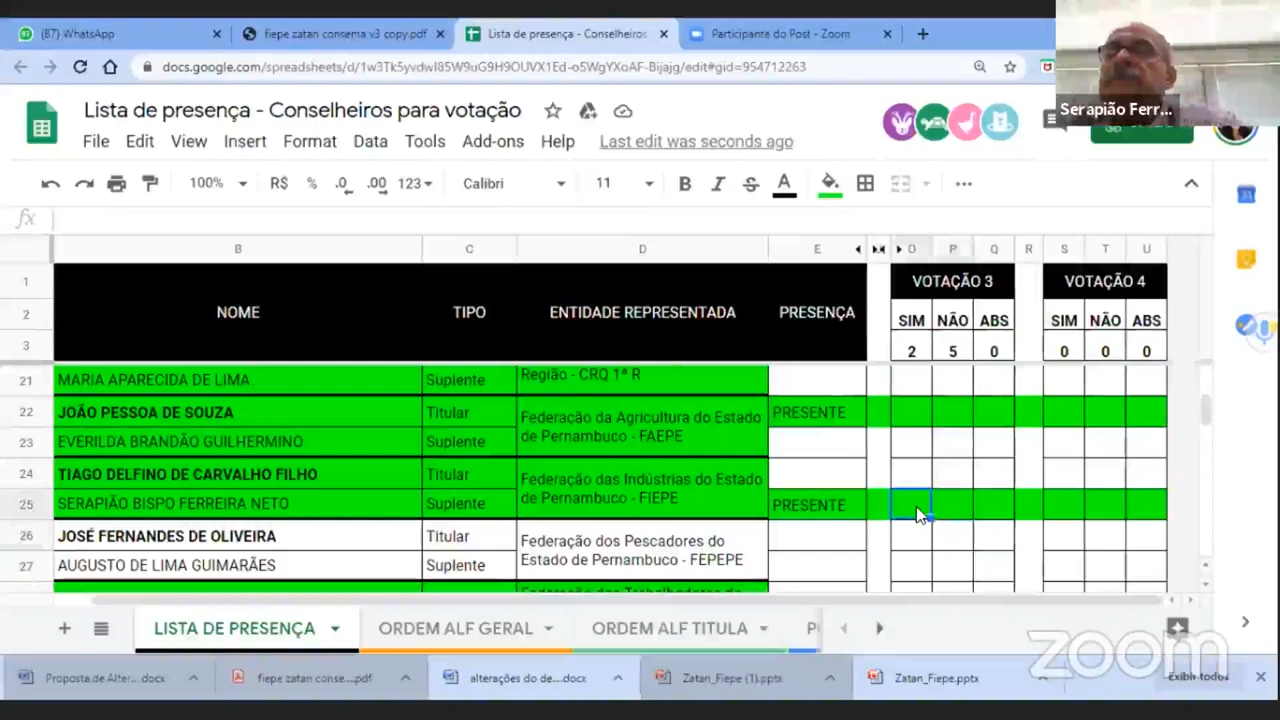 (87) WhatsApp
fiepe zatan consema v3 copy.pdf
Lista de presença - Conselheiros
Participante do Post - Zoom
docs.google.com/spreadsheets/d/1w3Tk5yvdwI85W9uG9H9OUVX1Ed-o5WgYXoAF-Bijajg/edit#gid=954712263
Serapião Ferr...
Lista de presença - Conselheiros para votação
File Edit View Insert Format Data Tools Add-ons Help Last edit was seconds ago
100% R$ % .0 .00 123 Calibri 11 B I S A
fx
B C D E O P Q R S T U
1 VOTAÇÃO 3 VOTAÇÃO 4
2 NOME TIPO ENTIDADE REPRESENTADA PRESENÇA SIM NÃO ABS SIM NÃO ABS
3 2 5 0 0 0 0
21 MARIA APARECIDA DE LIMA Suplente Região - CRQ 1ª R
22 JOÃO PESSOA DE SOUZA Titular Federação da Agricultura do Estado PRESENTE
23 EVERILDA BRANDÃO GUILHERMINO Suplente de Pernambuco - FAEPE
24 TIAGO DELFINO DE CARVALHO FILHO Titular Federação das Indústrias do Estado
25 SERAPIÃO BISPO FERREIRA NETO Suplente de Pernambuco - FIEPE PRESENTE
26 JOSÉ FERNANDES DE OLIVEIRA Titular Federação dos Pescadores do
27 AUGUSTO DE LIMA GUIMARÃES Suplente Estado de Pernambuco - FEPEPE
LISTA DE PRESENÇA ORDEM ALF GERAL ORDEM ALF TITULA
zoom
Proposta de Alter....docx
fiepe zatan conse....pdf
alterações do de....docx
Zatan_Fiepe (1).pptx
Zatan_Fiepe.pptx
Exibir todos